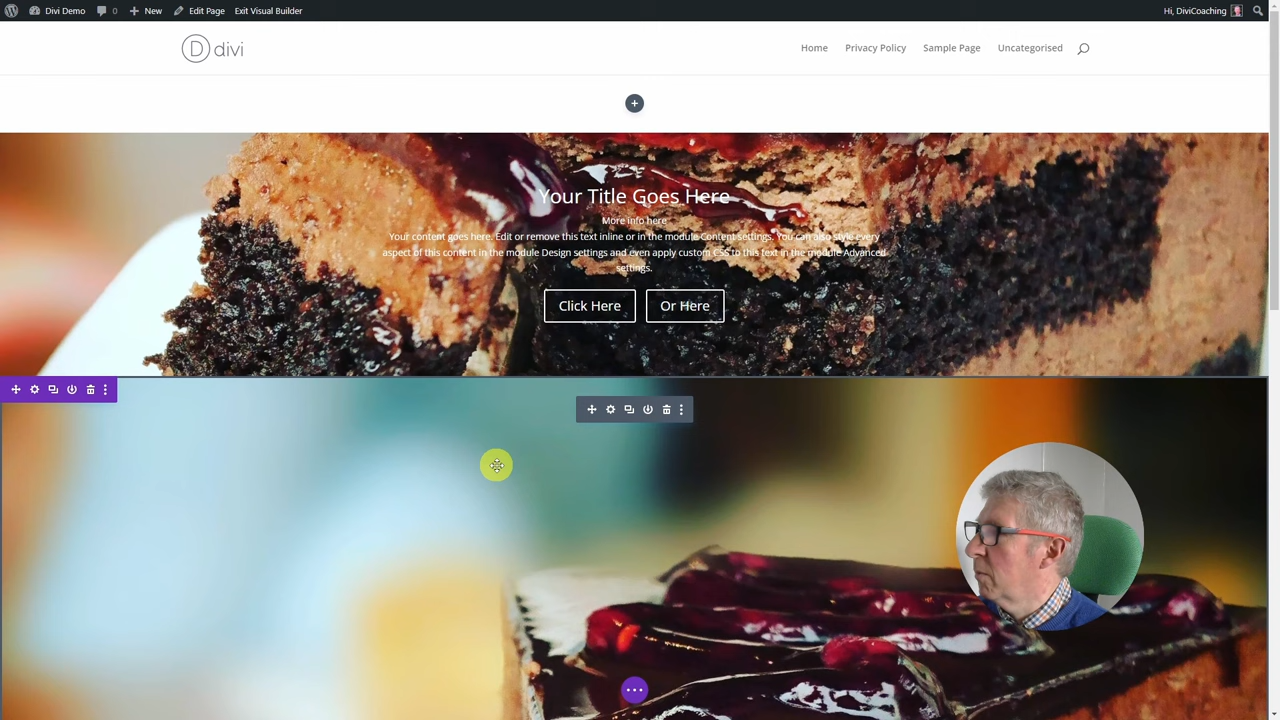 Divi Demo 0 New Edit Page Exit Visual Builder Hi, DiviCoaching
D divi Home Privacy Policy Sample Page Uncategorised
Your Title Goes Here
More info here
Your content goes here. Edit or remove this text inline or in the module Content settings. You can also style every
aspect of this content in the module Design settings and even apply custom CSS to this text in the module Advanced
settings.
Click Here Or Here